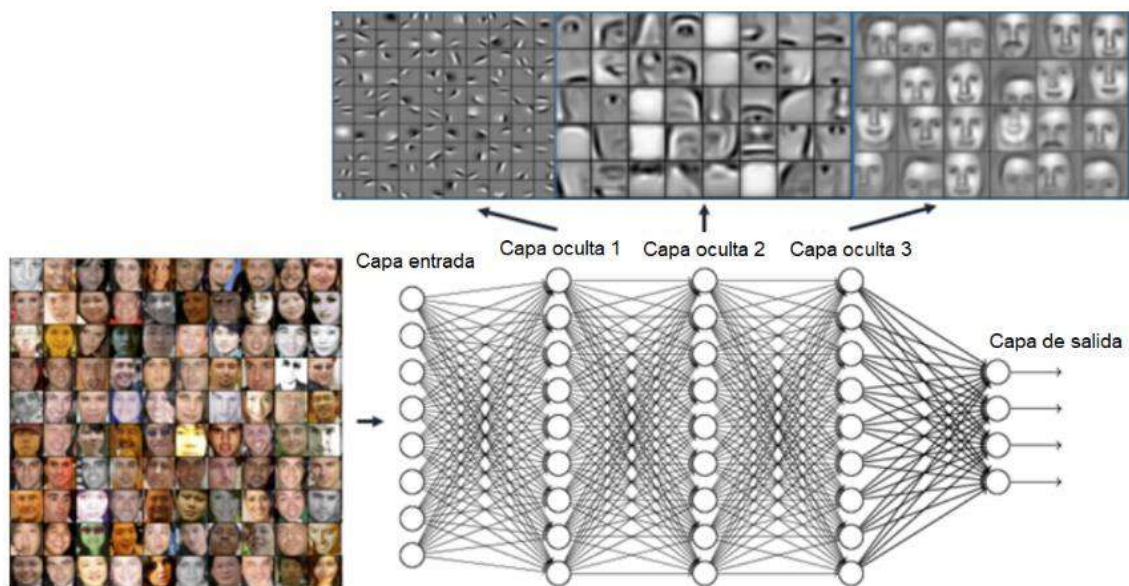 Capa oculta 1
Capa oculta 2
Capa oculta 3
Capa entrada
Capa de salida